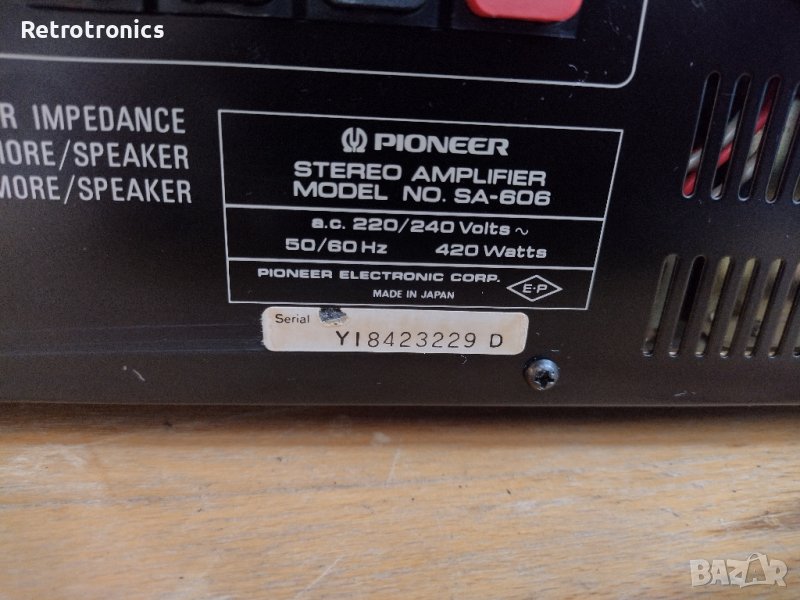 Retrotronics
R IMPEDANCE
MORE/SPEAKER
MORE/SPEAKER
PIONEER
STEREO AMPLIFIER
MODEL NO. SA-606
a.c. 220/240 Volts ~
50/60 Hz 420 Watts
PIONEER ELECTRONIC CORP.
MADE IN JAPAN
E·P
Serial
YI8423229 D
BAZAR